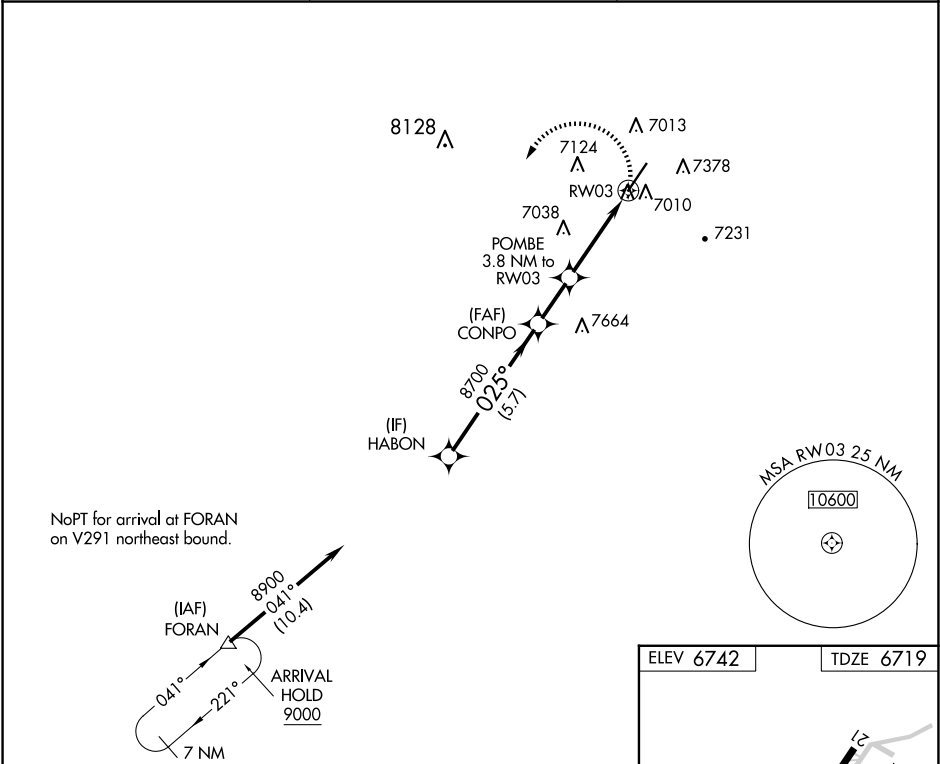 8128
7013
7124
7378
RW03
7010
7038
7231
POMBE
3.8 NM to
RW03
(FAF)
CONPO
7664
8700
025°
(5.7)
(IF)
HABON
MSA RW03 25 NM
10600
NoPT for arrival at FORAN
on V291 northeast bound.
8900
041°
(10.4)
(IAF)
FORAN
041°
221°
ARRIVAL
HOLD
9000
7 NM
ELEV 6742
TDZE 6719
21